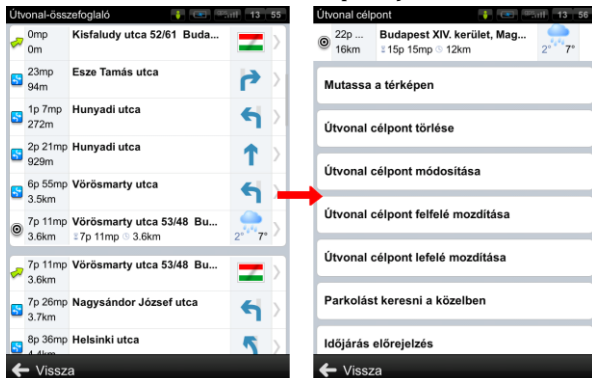 Útvonal-összefoglaló 13 55
0mp Kisfaludy utca 52/61 Buda...
0m
23mp Esze Tamás utca
94m
1p 7mp Hunyadi utca
272m
2p 21mp Hunyadi utca
929m
6p 55mp Vörösmarty utca
3.5km
7p 11mp Vörösmarty utca 53/48 Bu...
3.6km 7p 11mp 3.6km 2° 7°
7p 11mp Vörösmarty utca 53/48 Bu...
3.6km
7p 26mp Nagysándor József utca
3.7km
8p 36mp Helsinki utca
4.4km
Vissza
Útvonal célpont 13 56
22p ... Budapest XIV. kerület, Mag...
16km 15p 15mp 12km 2° 7°
Mutassa a térképen
Útvonal célpont törlése
Útvonal célpont módosítása
Útvonal célpont felfelé mozdítása
Útvonal célpont lefelé mozdítása
Parkolást keresni a közelben
Időjárás előrejelzés
Vissza